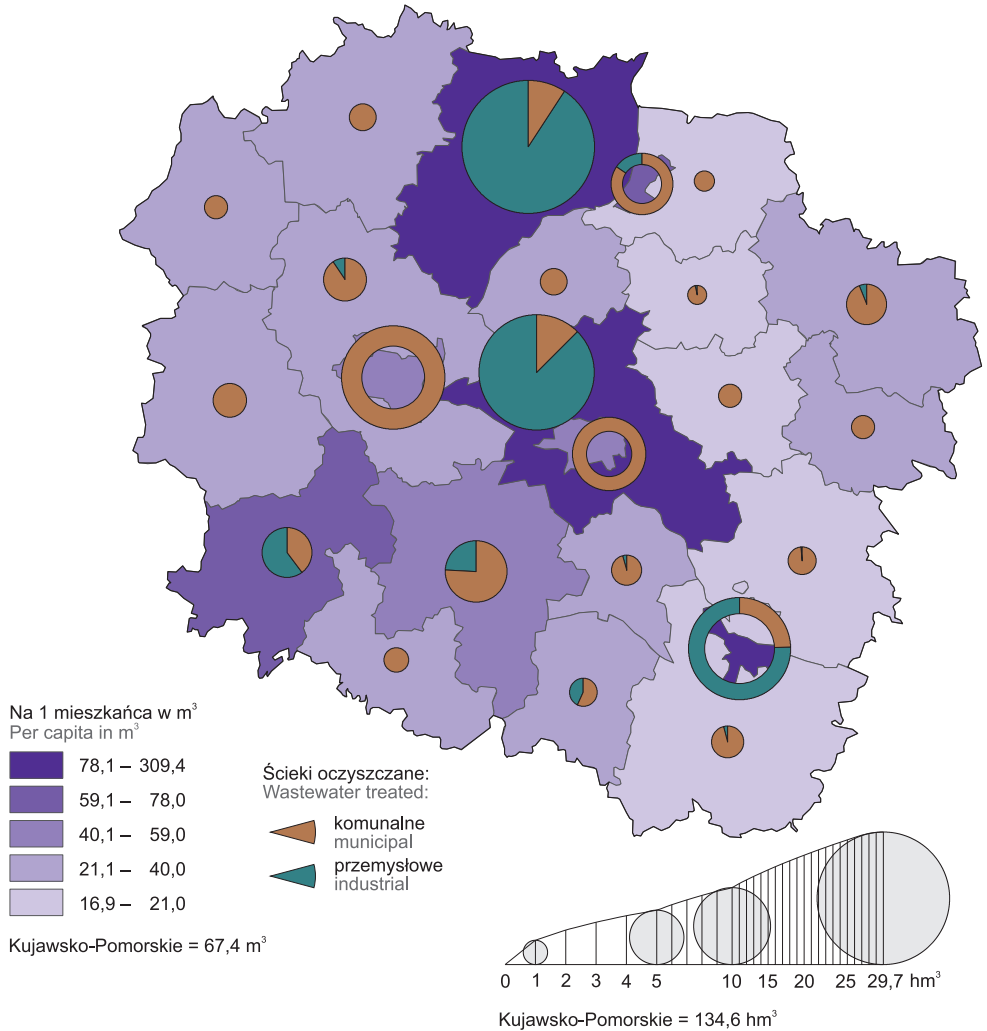 Na 1 mieszkańca w m³
Per capita in m³
78,1 – 309,4
59,1 – 78,0
40,1 – 59,0
21,1 – 40,0
16,9 – 21,0
Kujawsko-Pomorskie = 67,4 m³
Ścieki oczyszczane:
Wastewater treated:
komunalne
municipal
przemysłowe
industrial
0 1 2 3 4 5 10 15 20 25 29,7 hm³
Kujawsko-Pomorskie = 134,6 hm³